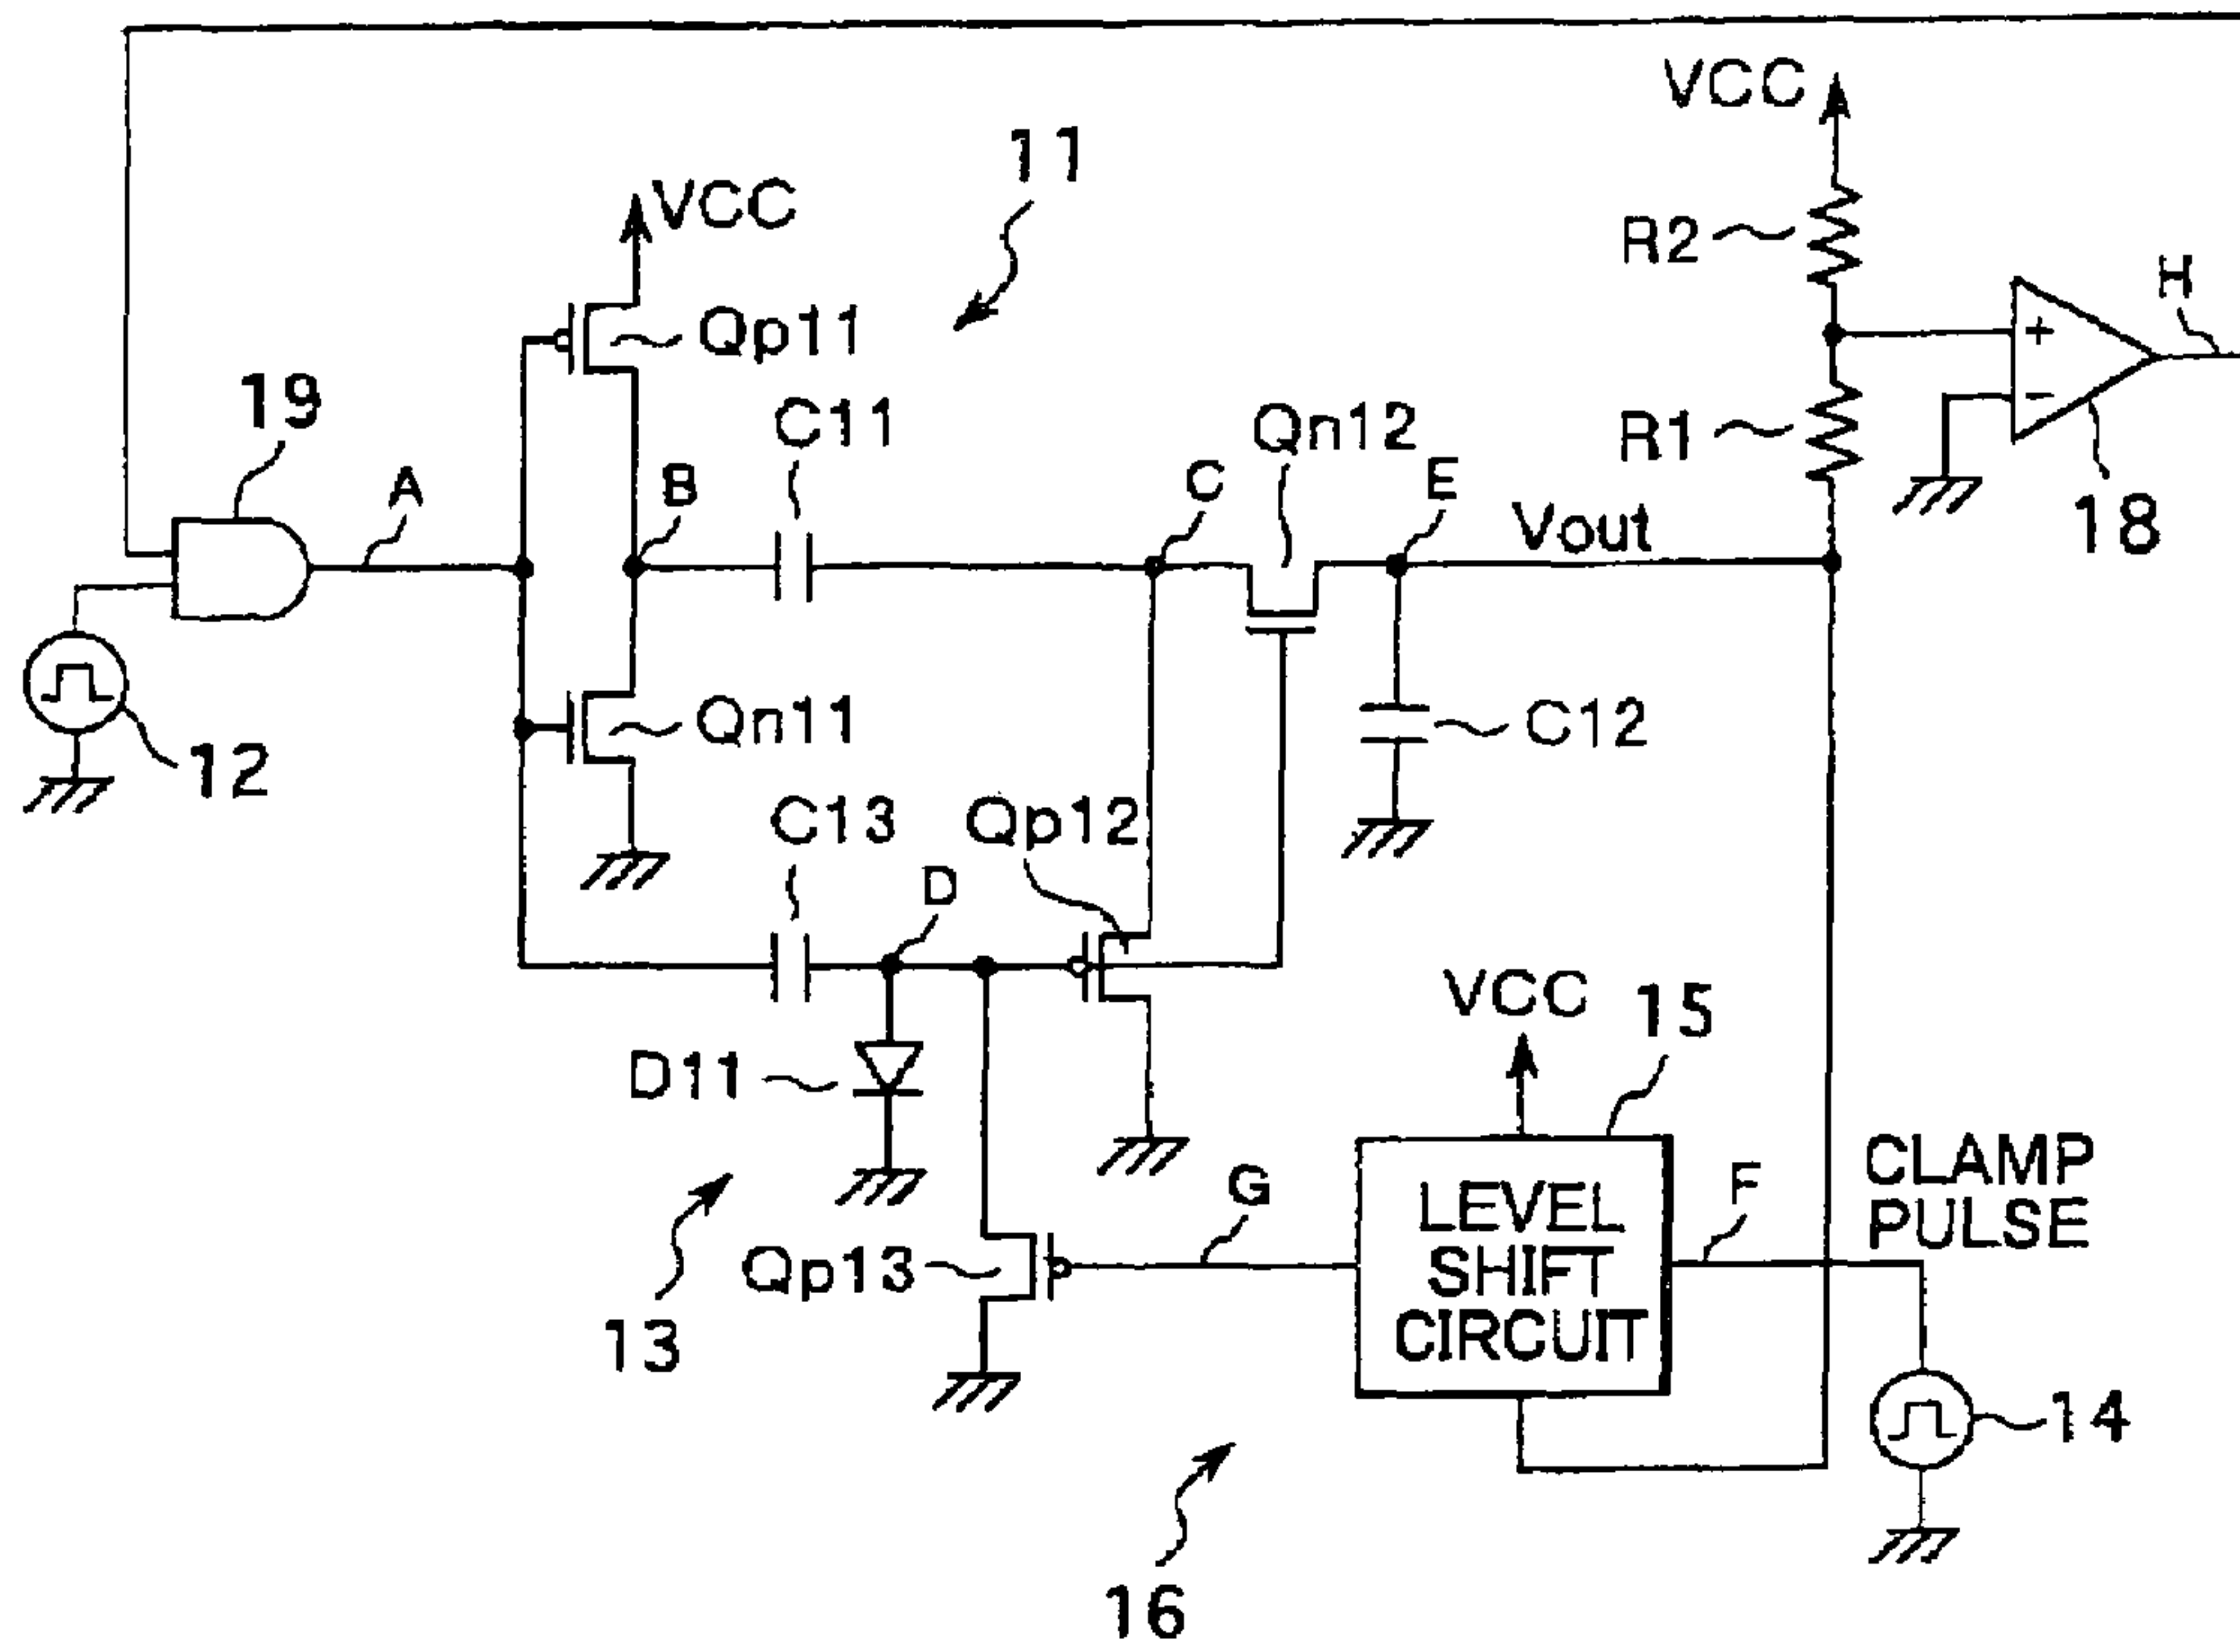 VCC
11
VCC
R2
H
Qp11
+
19
C11
Qn12
R1
−
A
B
C
E
Vout
18
Qn11
C12
12
C13
Qp12
D
VCC
15
D11
CLAMP
PULSE
G
LEVEL
SHIFT
CIRCUIT
F
Qp13
13
14
16